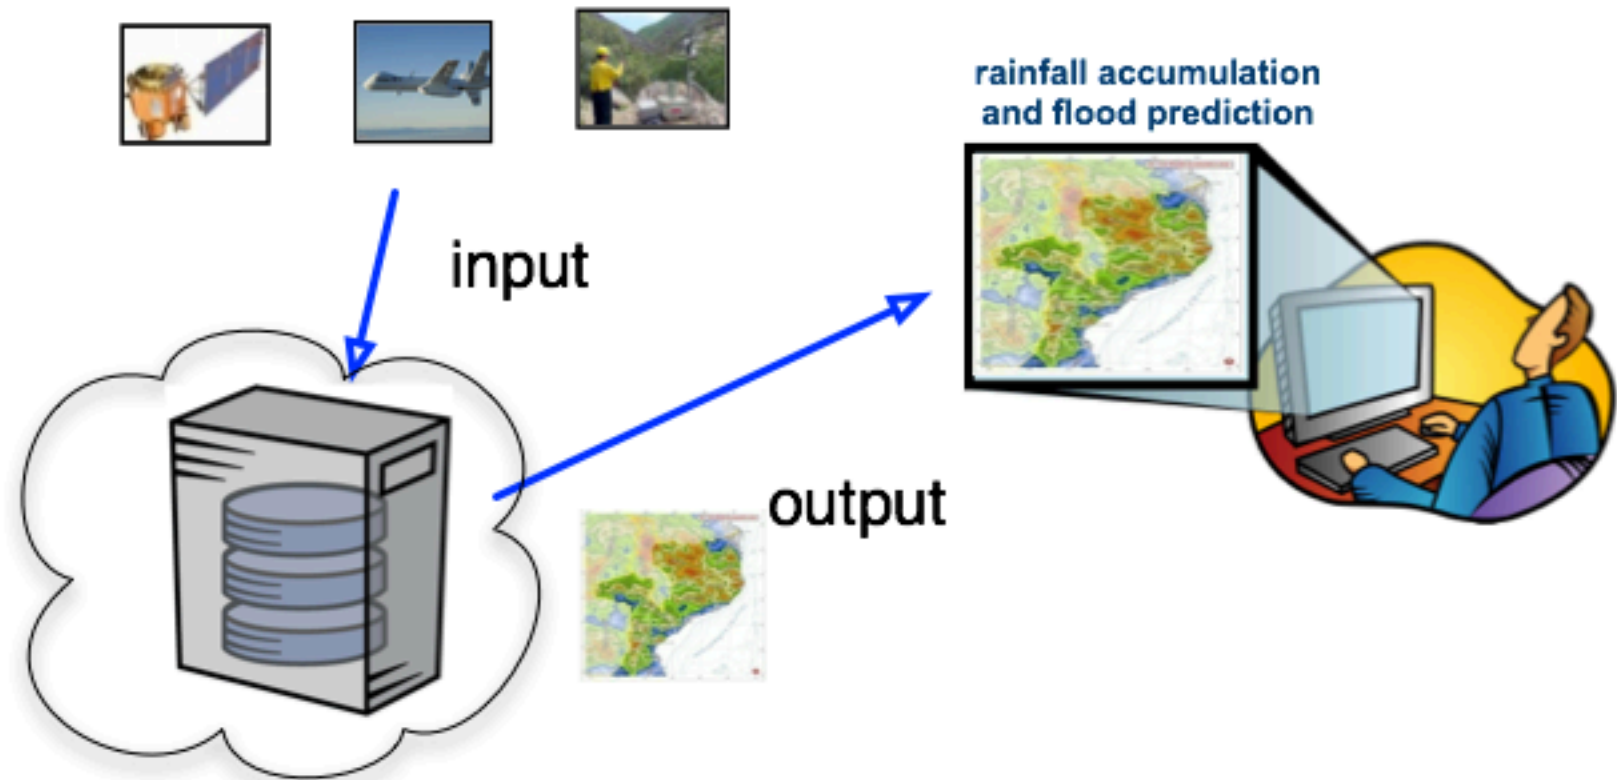 rainfall accumulation
and flood prediction
input
output